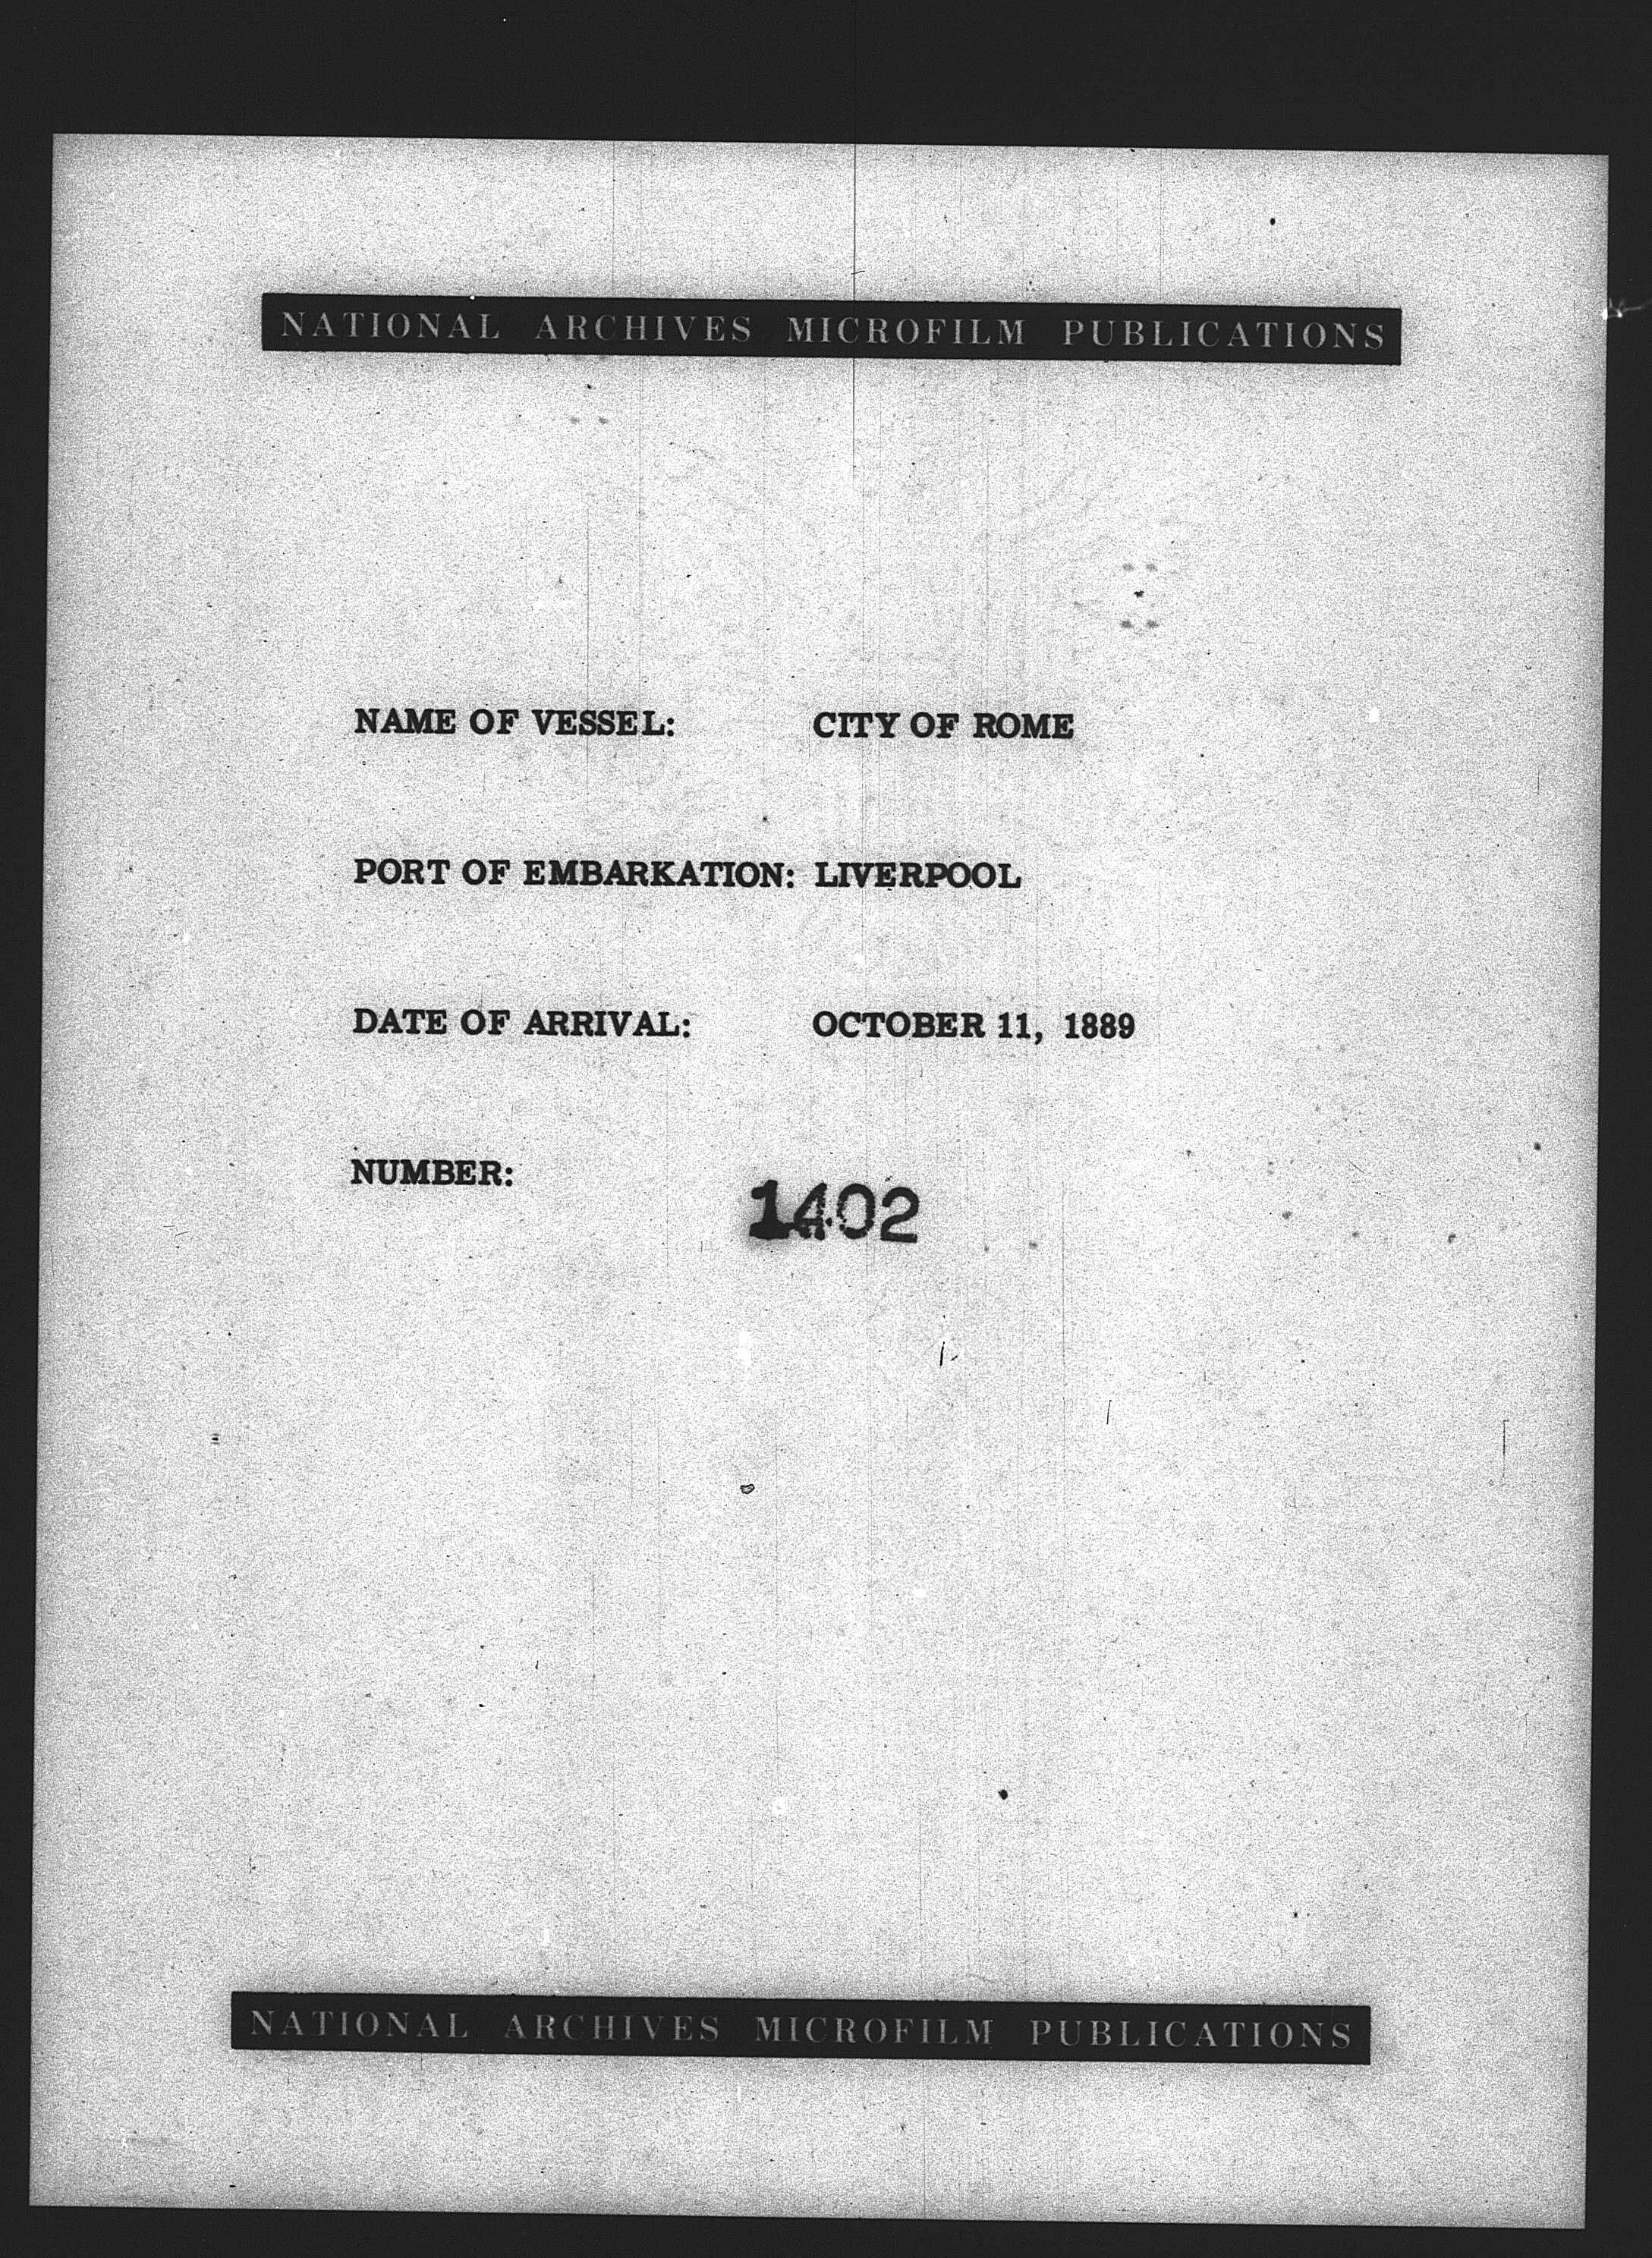 NATIONAL ARCHIVES MICROFILM PUBLICATIONS
NAME OF VESSEL: CITY OF ROME
PORT OF EMBARKATION: LIVERPOOL
DATE OF ARRIVAL: OCTOBER 11, 1889
NUMBER: 1402
NATIONAL ARCHIVES MICROFILM PUBLICATIONS